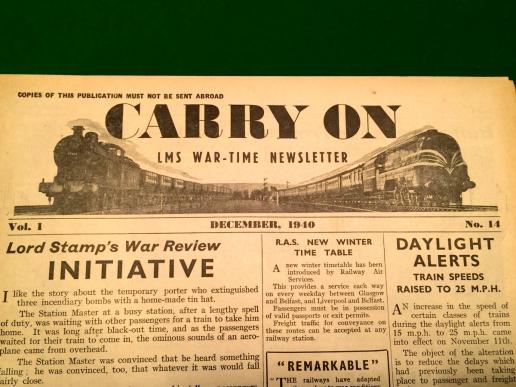 COPIES OF THIS PUBLICATION MUST NOT BE SENT ABROAD
CARRY ON
LMS WAR-TIME NEWSLETTER
Vol. 1 DECEMBER, 1940 No. 14
Lord Stamp's War Review
INITIATIVE
I like the story about the temporary porter who extinguished
three incendiary bombs with a home-made tin hat.
The Station Master at a busy station, after a lengthy spell
of duty, was waiting with other passengers for a train to take him
home. It was long after black-out time, and as the passengers
waited for their train to come in, the ominous sounds of an aero-
plane came from overhead.
The Station Master was convinced that he heard something
falling; he was convinced, too, that whatever it was would fall
fairly close.
R.A.S. NEW WINTER
TIME TABLE
A new winter timetable has been
introduced by Railway Air
Services.
This provides a service each way
on every weekday between Glasgow
and Belfast, and Liverpool and Belfast.
Passengers must be in possession
of valid passports or exit permits.
Freight traffic for conveyance on
these routes can be accepted at any
railway station.
"REMARKABLE"
THE railways have adapted
DAYLIGHT
ALERTS
TRAIN SPEEDS
RAISED TO 25 M.P.H.
AN increase in the speed of
certain classes of trains
during the daylight alerts from
15 m.p.h. to 25 m.p.h. came
into effect on November 11th.
The object of the alteration
is to reduce the delays which
had previously been taking
place to passenger and freight